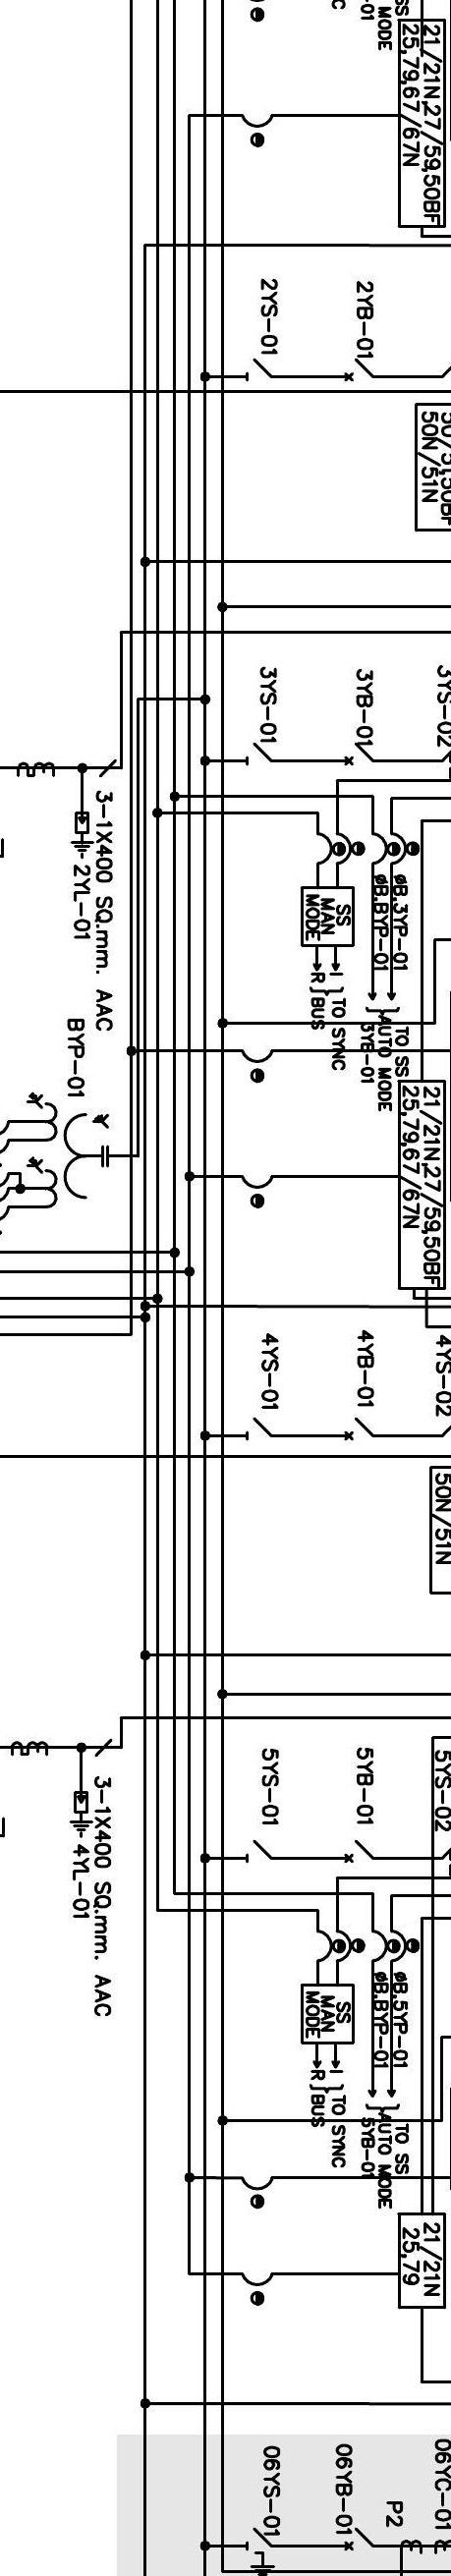 SS
MODE
-01
C
21/21N,27/59,50BF
25,79,67/67N
2YS-01
2YB-01
50/51,50BF
50N/51N
3YS-01
3YB-01
3YS-02
3-1X400 SQ.mm. AAC
2YL-01
SS
MAN
MODE
I
R
TO SYNC
BUS
ØB.3YP-01
ØB.BYP-01
TO SS
AUTO MODE
3YB-01
BYP-01
21/21N,27/59,50BF
25,79,67/67N
4YS-01
4YB-01
4YS-02
50N/51N
5YS-01
5YB-01
5YS-02
3-1X400 SQ.mm. AAC
4YL-01
SS
MAN
MODE
I
R
TO SYNC
BUS
ØB.5YP-01
ØB.BYP-01
TO SS
AUTO MODE
5YB-01
21/21N
25,79
06YS-01
06YB-01
06YC-01
P2